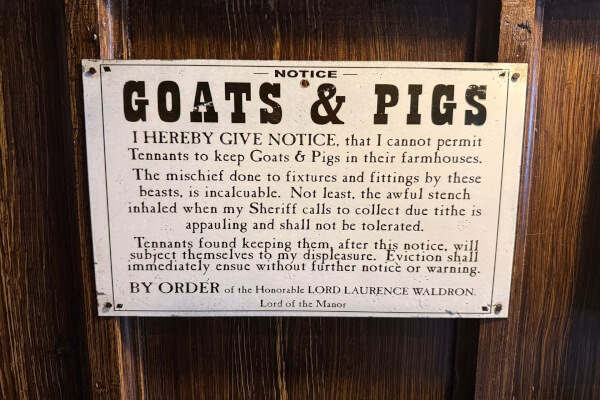 — NOTICE —
GOATS & PIGS
I HEREBY GIVE NOTICE, that I cannot permit
Tennants to keep Goats & Pigs in their farmhouses.
The mischief done to fixtures and fittings by these
beasts, is incalcuable. Not least, the awful stench
inhaled when my Sheriff calls to collect due tithe is
appauling and shall not be tolerated.
Tennants found keeping them, after this notice, will
subject themselves to my displeasure. Eviction shall
immediately ensue without further notice or warning.
BY ORDER of the Honorable LORD LAURENCE WALDRON.
Lord of the Manor